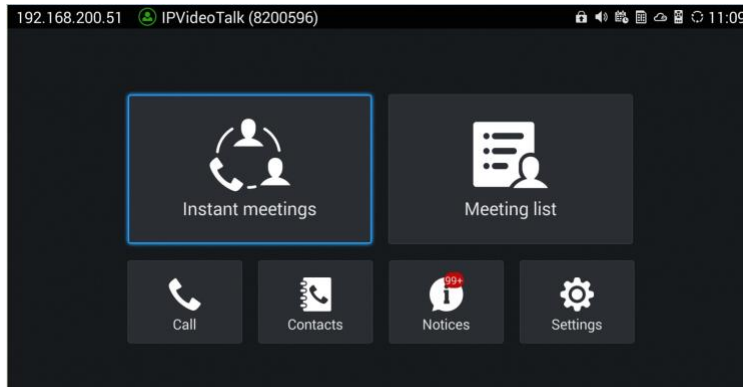 192.168.200.51 IPVideoTalk (8200596) 11:09
Instant meetings
Meeting list
Call
Contacts
99+
Notices
Settings